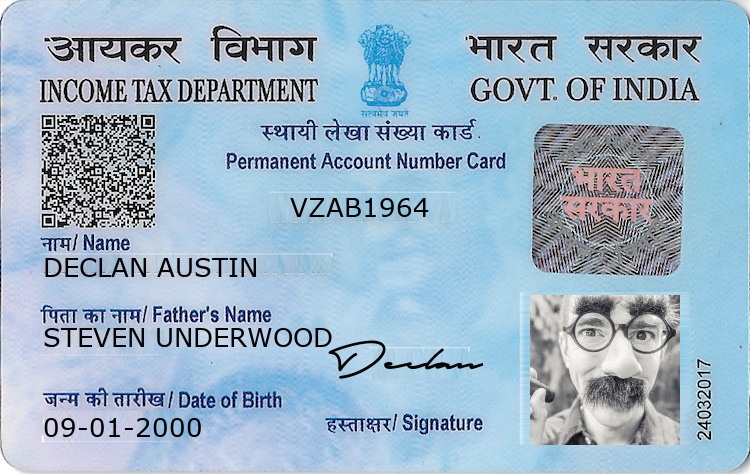 आयकर विभाग
INCOME TAX DEPARTMENT
सत्यमेव जयते
भारत सरकार
GOVT. OF INDIA
स्थायी लेखा संख्या कार्ड
Permanent Account Number Card
VZAB1964
भारत
सरकार
नाम/ Name
DECLAN AUSTIN
पिता का नाम/ Father's Name
STEVEN UNDERWOOD
Declan
जन्म की तारीख/ Date of Birth
09-01-2000
हस्ताक्षर/ Signature
24032017